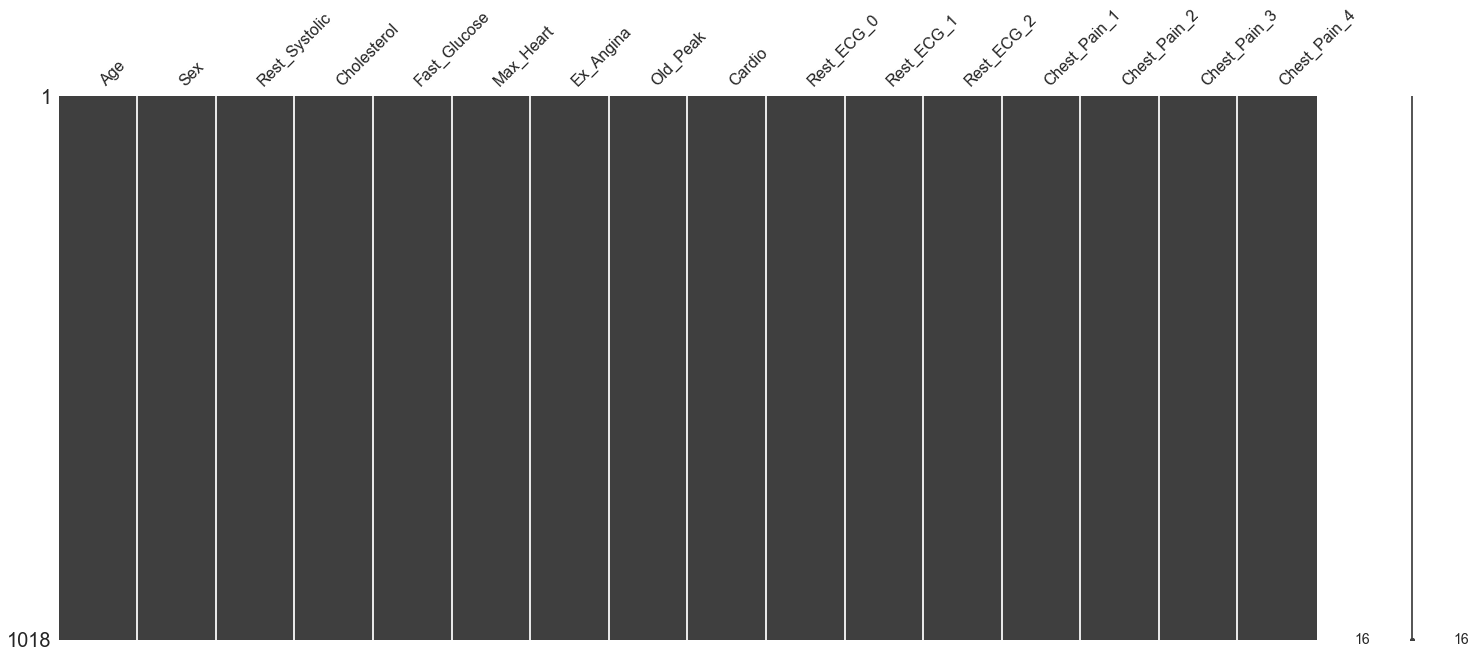 Age
Sex
Rest_Systolic
Cholesterol
Fast_Glucose
Max_Heart
Ex_Angina
Old_Peak
Cardio
Rest_ECG_0
Rest_ECG_1
Rest_ECG_2
Chest_Pain_1
Chest_Pain_2
Chest_Pain_3
Chest_Pain_4
1
1018
16
16